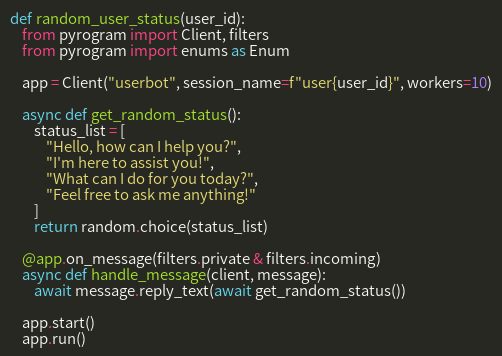 def random_user_status(user_id):
    from pyrogram import Client, filters
    from pyrogram import enums as Enum

    app = Client("userbot", session_name=f"user{user_id}", workers=10)

    async def get_random_status():
        status_list = [
            "Hello, how can I help you?",
            "I'm here to assist you!",
            "What can I do for you today?",
            "Feel free to ask me anything!"
        ]
        return random.choice(status_list)

    @app.on_message(filters.private & filters.incoming)
    async def handle_message(client, message):
        await message.reply_text(await get_random_status())

    app.start()
    app.run()